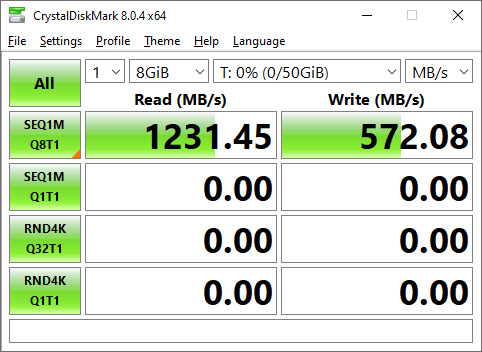 CrystalDiskMark 8.0.4 x64
File Settings Profile Theme Help Language
All 1 8GiB T: 0% (0/50GiB) MB/s
Read (MB/s) Write (MB/s)
SEQ1M
Q8T1 1231.45 572.08
SEQ1M
Q1T1 0.00 0.00
RND4K
Q32T1 0.00 0.00
RND4K
Q1T1 0.00 0.00